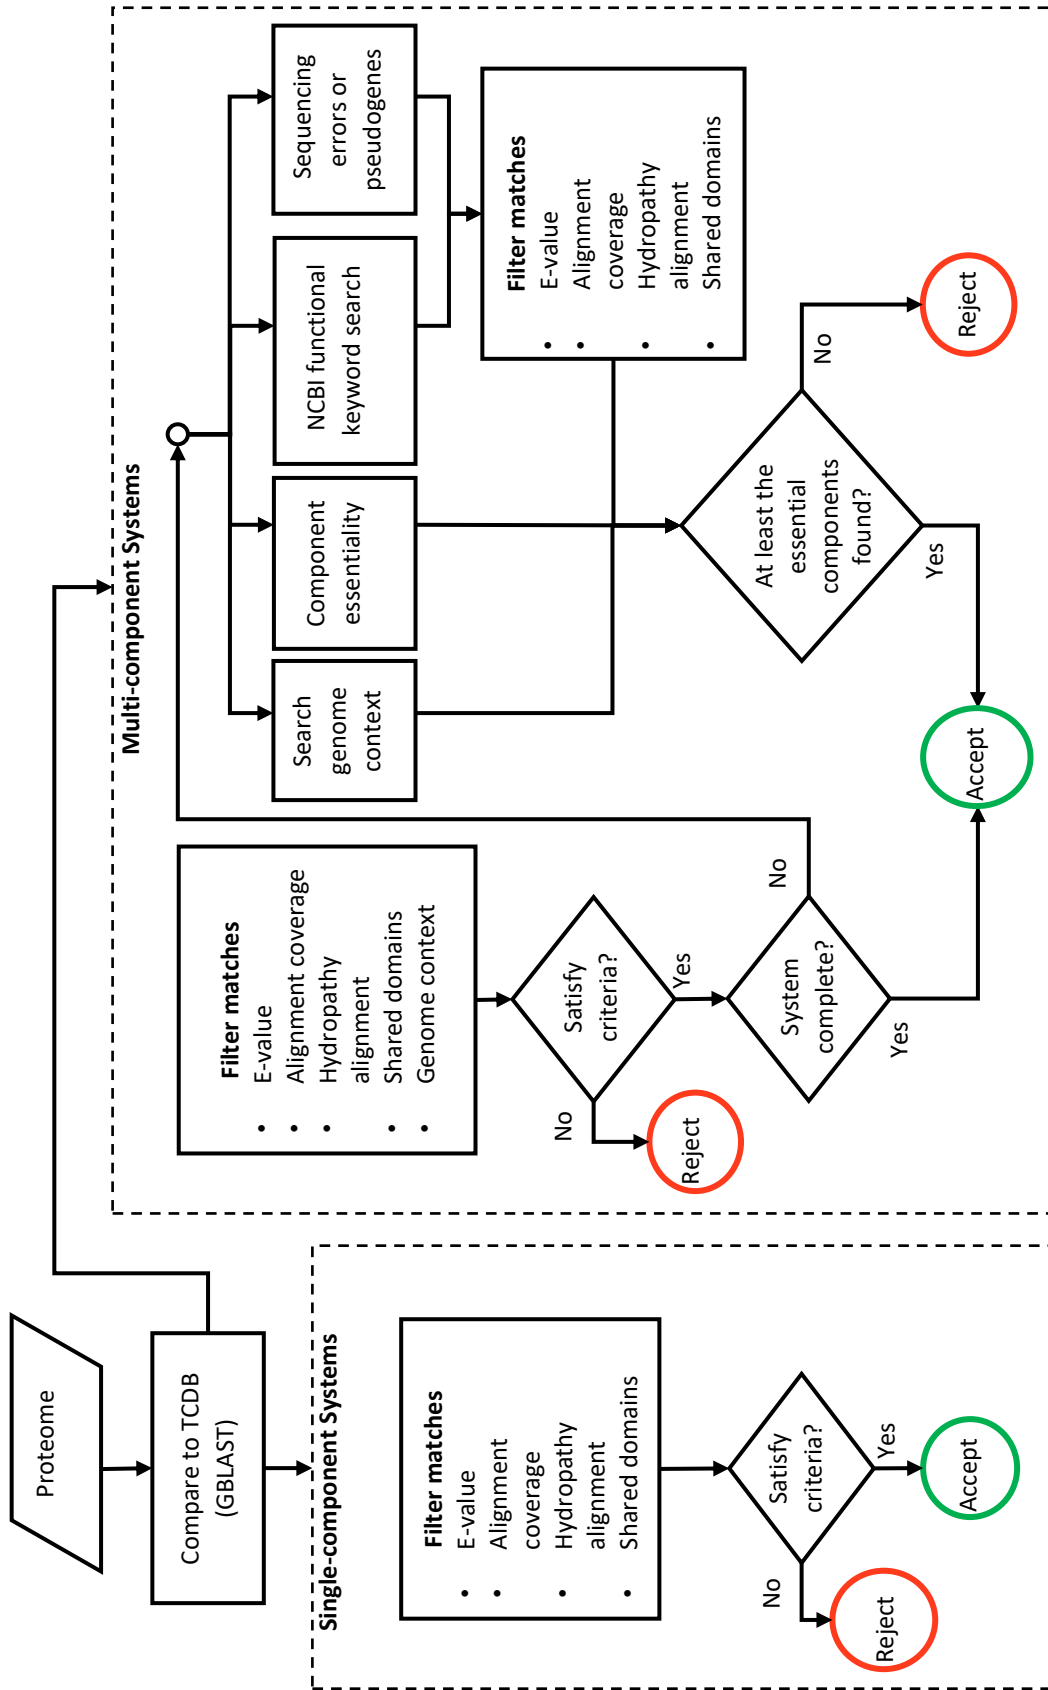 Proteome
Compare to TCDB
(GBLAST)
Single-component Systems
Filter matches
• E-value
• Alignment
coverage
• Hydropathy
alignment
• Shared domains
Satisfy
criteria?
No
Reject
Yes
Accept
Multi-component Systems
Filter matches
• E-value
• Alignment coverage
• Hydropathy
alignment
• Shared domains
• Genome context
Satisfy
criteria?
No
Reject
Yes
System
complete?
No
Yes
Accept
Search
genome
context
Component
essentiality
NCBI functional
keyword search
Sequencing
errors or
pseudogenes
Filter matches
• E-value
• Alignment
coverage
• Hydropathy
alignment
• Shared domains
At least the
essential
components
found?
Yes
No
Reject